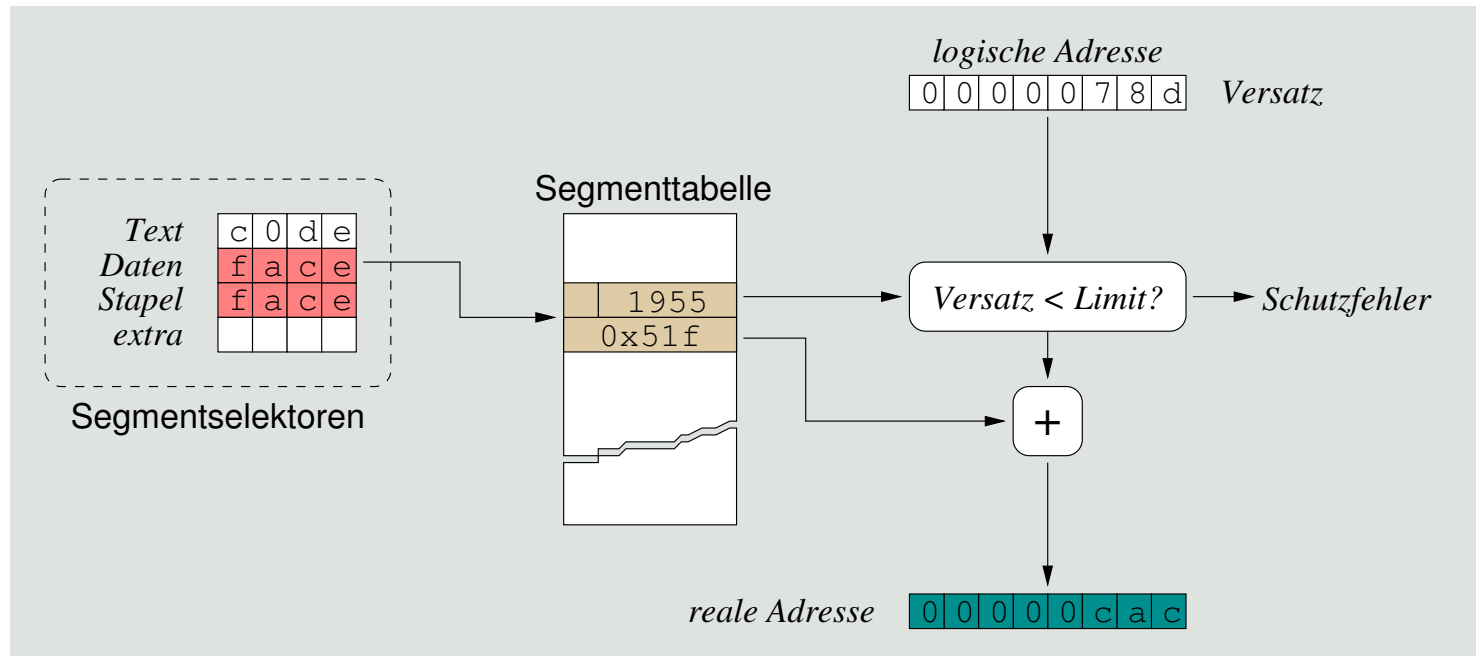 logische Adresse
0 0 0 0 0 7 8 d Versatz
Segmenttabelle
Text c 0 d e
Daten f a c e
Stapel f a c e
extra
Segmentselektoren
1955
0x51f
Versatz < Limit?
Schutzfehler
+
reale Adresse 0 0 0 0 0 c a c